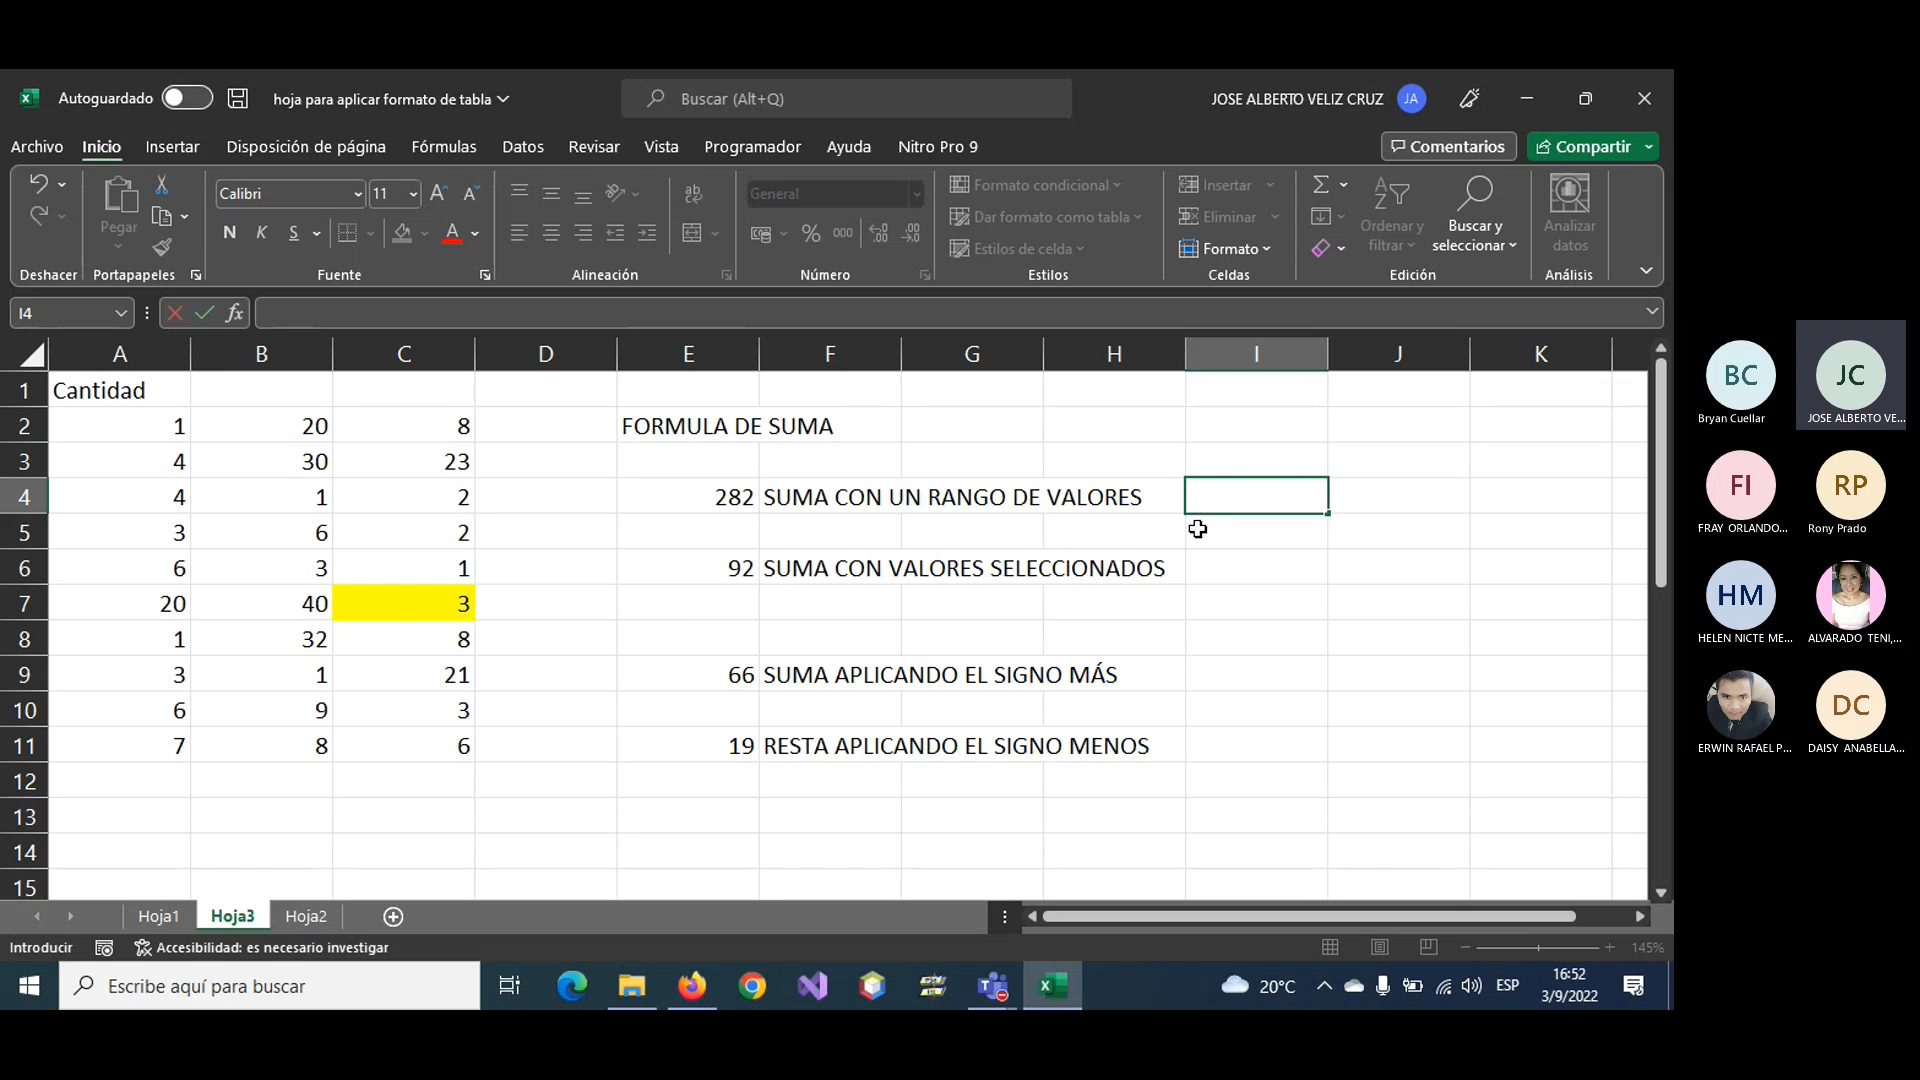 Autoguardado hoja para aplicar formato de tabla Buscar (Alt+Q) JOSE ALBERTO VELIZ CRUZ JA
Archivo Inicio Insertar Disposición de página Fórmulas Datos Revisar Vista Programador Ayuda Nitro Pro 9 Comentarios Compartir
Pegar
Calibri 11
N K S
General
% 000
Formato condicional
Dar formato como tabla
Estilos de celda
Insertar
Eliminar
Formato
Ordenar y filtrar
Buscar y seleccionar
Analizar datos
Deshacer Portapapeles Fuente Alineación Número Estilos Celdas Edición Análisis
I4 fx
A B C D E F G H I J K
1 Cantidad
2 1 20 8 FORMULA DE SUMA
3 4 30 23
4 4 1 2 282 SUMA CON UN RANGO DE VALORES
5 3 6 2
6 6 3 1 92 SUMA CON VALORES SELECCIONADOS
7 20 40 3
8 1 32 8
9 3 1 21 66 SUMA APLICANDO EL SIGNO MÁS
10 6 9 3
11 7 8 6 19 RESTA APLICANDO EL SIGNO MENOS
12
13
14
15
Hoja1 Hoja3 Hoja2
Introducir Accesibilidad: es necesario investigar 145%
Escribe aquí para buscar 20°C ESP 16:52
3/9/2022
BC JC
Bryan Cuellar JOSE ALBERTO VE...
FI RP
FRAY ORLANDO... Rony Prado
HM
HELEN NICTE ME... ALVARADO TENI,...
DC
ERWIN RAFAEL P... DAISY ANABELLA...